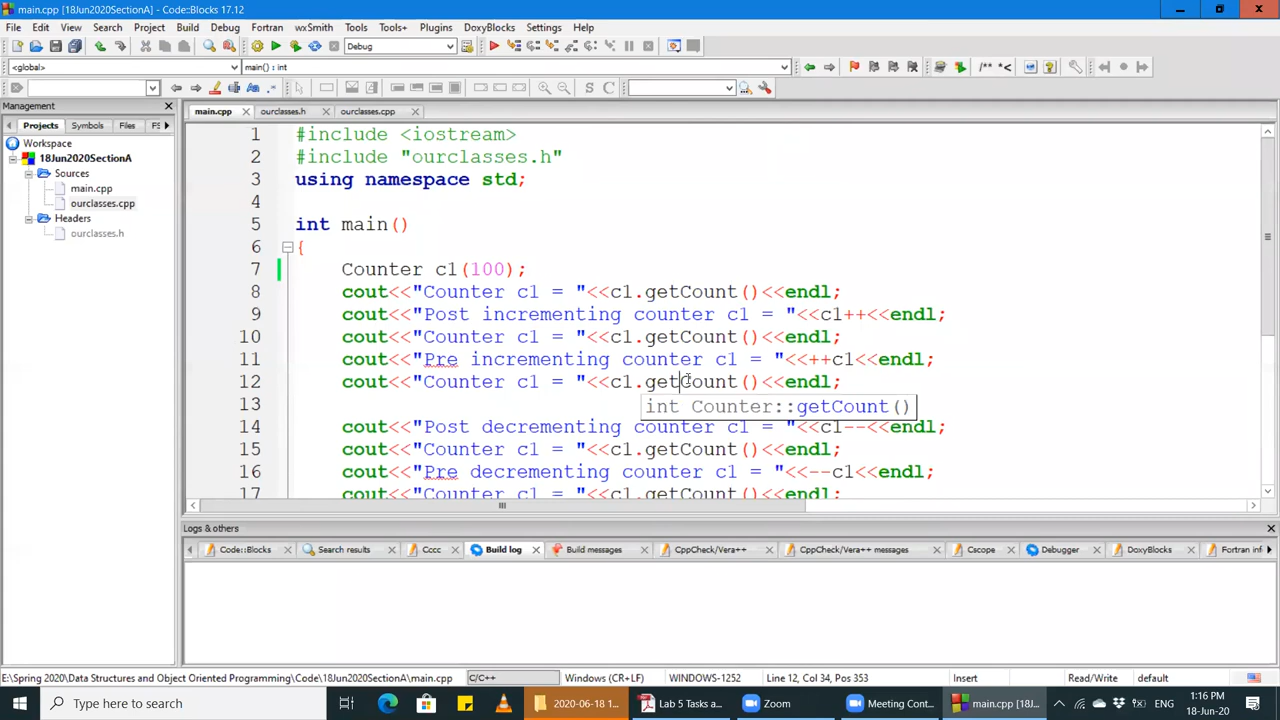 main.cpp [18Jun2020SectionA] - Code::Blocks 17.12
File Edit View Search Project Build Debug Fortran wxSmith Tools Tools+ Plugins DoxyBlocks Settings Help
Debug
<global> main() : int /** *<
S C
Management
main.cpp ourclasses.h ourclasses.cpp
Projects Symbols Files FS
Workspace
18Jun2020SectionA
Sources
main.cpp
ourclasses.cpp
Headers
ourclasses.h
1 #include <iostream>
2 #include "ourclasses.h"
3 using namespace std;
4
5 int main()
6 {
7 Counter c1(100);
8 cout<<"Counter c1 = "<<c1.getCount()<<endl;
9 cout<<"Post incrementing counter c1 = "<<c1++<<endl;
10 cout<<"Counter c1 = "<<c1.getCount()<<endl;
11 cout<<"Pre incrementing counter c1 = "<<++c1<<endl;
12 cout<<"Counter c1 = "<<c1.getCount()<<endl;
13 int Counter::getCount()
14 cout<<"Post decrementing counter c1 = "<<c1--<<endl;
15 cout<<"Counter c1 = "<<c1.getCount()<<endl;
16 cout<<"Pre decrementing counter c1 = "<<--c1<<endl;
17 cout<<"Counter c1 = "<<c1.getCount()<<endl;
Logs & others
Code::Blocks Search results Cccc Build log Build messages CppCheck/Vera++ CppCheck/Vera++ messages Cscope Debugger DoxyBlocks Fortran info
E:\Spring 2020\Data Structures and Object Oriented Programming\Code\18Jun2020SectionA\main.cpp C/C++ Windows (CR+LF) WINDOWS-1252 Line 12, Col 34, Pos 353 Insert Read/Write default
Type here to search 2020-06-18 1... Lab 5 Tasks a... Zoom Meeting Cont... main.cpp [18J... ENG 1:16 PM
18-Jun-20